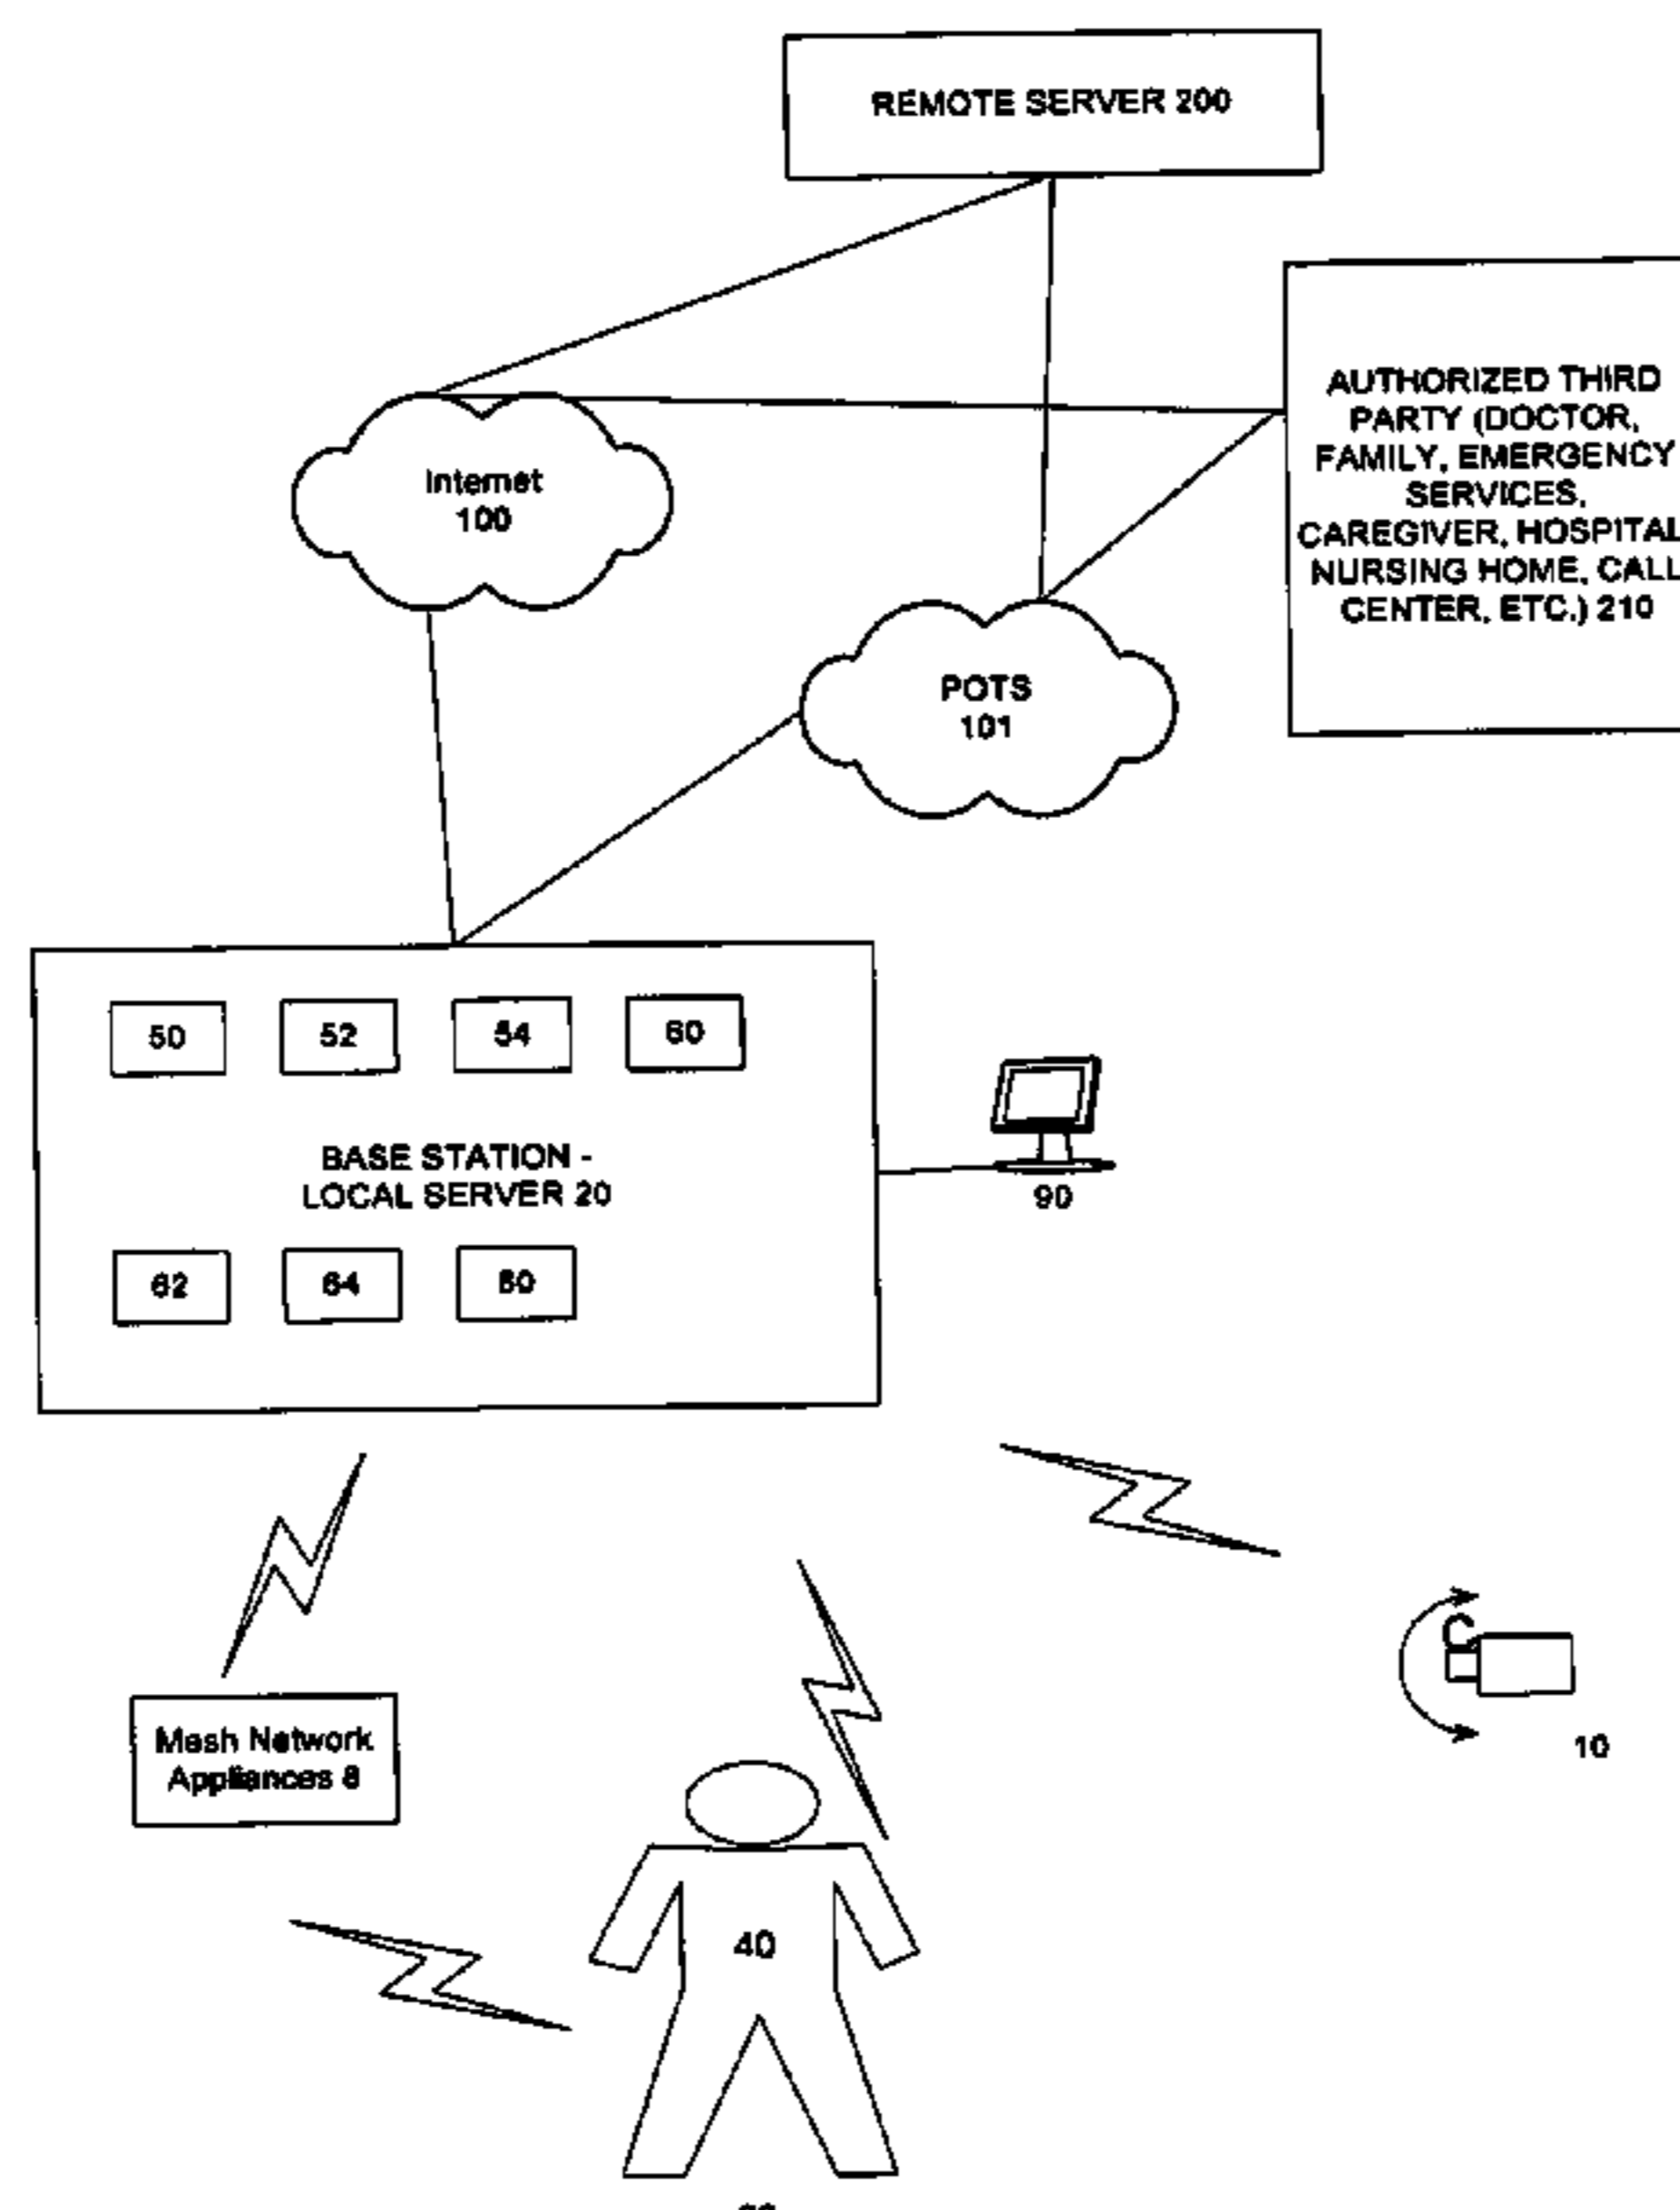 REMOTE SERVER 200
AUTHORIZED THIRD
PARTY (DOCTOR,
FAMILY, EMERGENCY
SERVICES,
CAREGIVER, HOSPITAL
NURSING HOME, CALL
CENTER, ETC.) 210
Internet
100
POTS
101
50
52
54
60
BASE STATION -
LOCAL SERVER 20
90
62
64
80
10
Mesh Network
Appliances 8
40